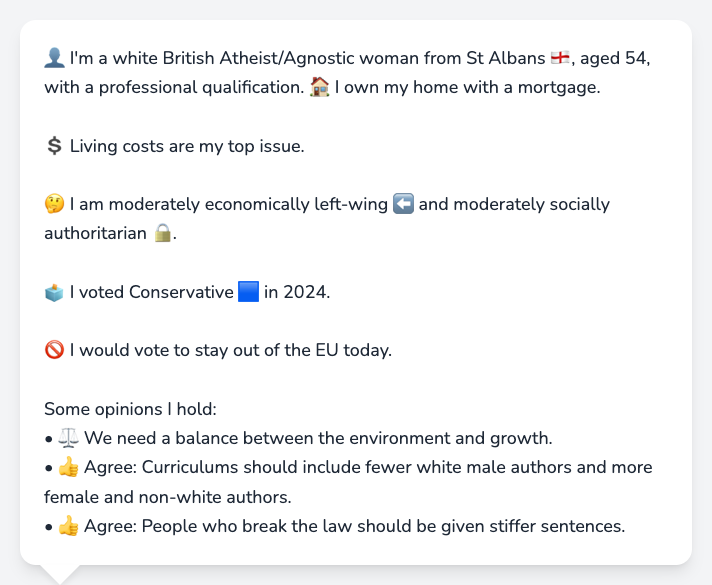 👤 I'm a white British Atheist/Agnostic woman from St Albans 🏴󠁧󠁢󠁥󠁮󠁧󠁿, aged 54,
with a professional qualification. 🏠 I own my home with a mortgage.
💲 Living costs are my top issue.
🤔 I am moderately economically left-wing ⬅️ and moderately socially
authoritarian 🔒.
🗳️ I voted Conservative 🟦 in 2024.
🚫 I would vote to stay out of the EU today.
Some opinions I hold:
• ⚖️ We need a balance between the environment and growth.
• 👍 Agree: Curriculums should include fewer white male authors and more
female and non-white authors.
• 👍 Agree: People who break the law should be given stiffer sentences.